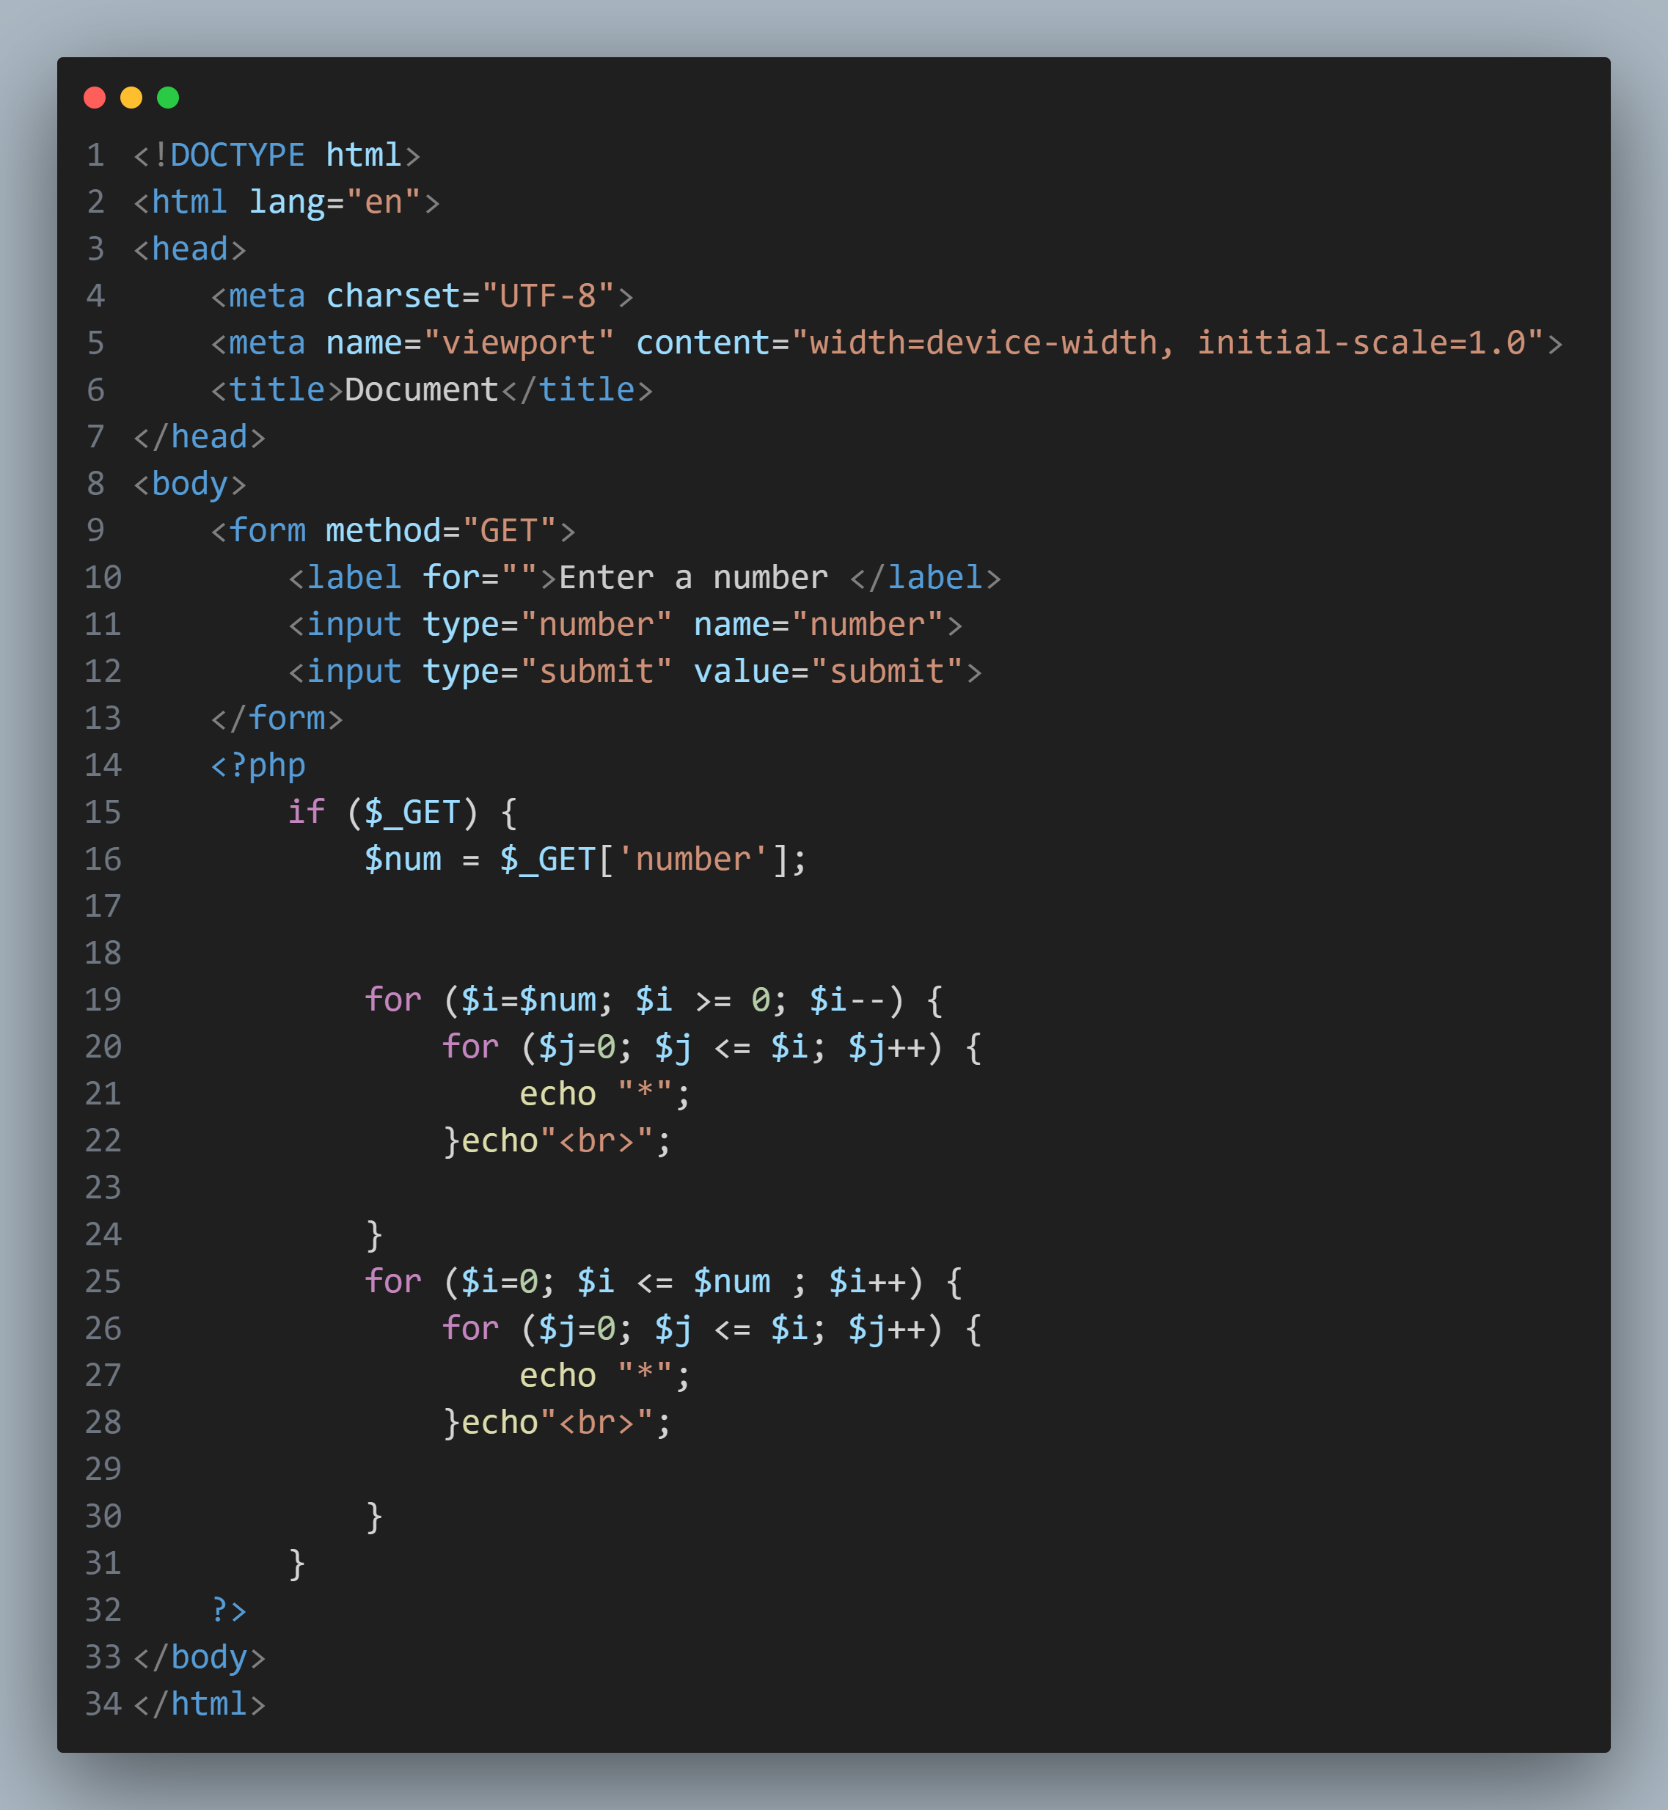 1 <!DOCTYPE html>
2 <html lang="en">
3 <head>
4     <meta charset="UTF-8">
5     <meta name="viewport" content="width=device-width, initial-scale=1.0">
6     <title>Document</title>
7 </head>
8 <body>
9     <form method="GET">
10         <label for="">Enter a number </label>
11         <input type="number" name="number">
12         <input type="submit" value="submit">
13     </form>
14     <?php
15         if ($_GET) {
16             $num = $_GET['number'];
17
18
19             for ($i=$num; $i >= 0; $i--) {
20                 for ($j=0; $j <= $i; $j++) {
21                     echo "*";
22                 }echo"<br>";
23
24             }
25             for ($i=0; $i <= $num ; $i++) {
26                 for ($j=0; $j <= $i; $j++) {
27                     echo "*";
28                 }echo"<br>";
29
30             }
31         }
32     ?>
33 </body>
34 </html>